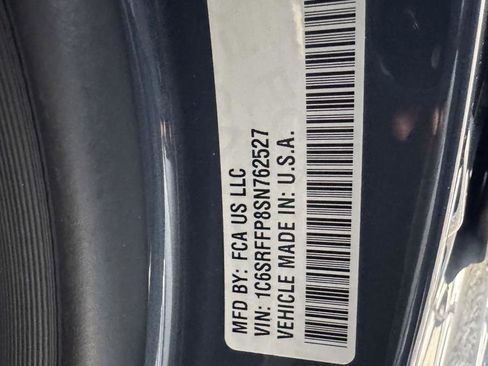 MFD BY: FCA US LLC
VIN: 1C6SRFFP8SN762527
VEHICLE MADE IN: U.S.A.